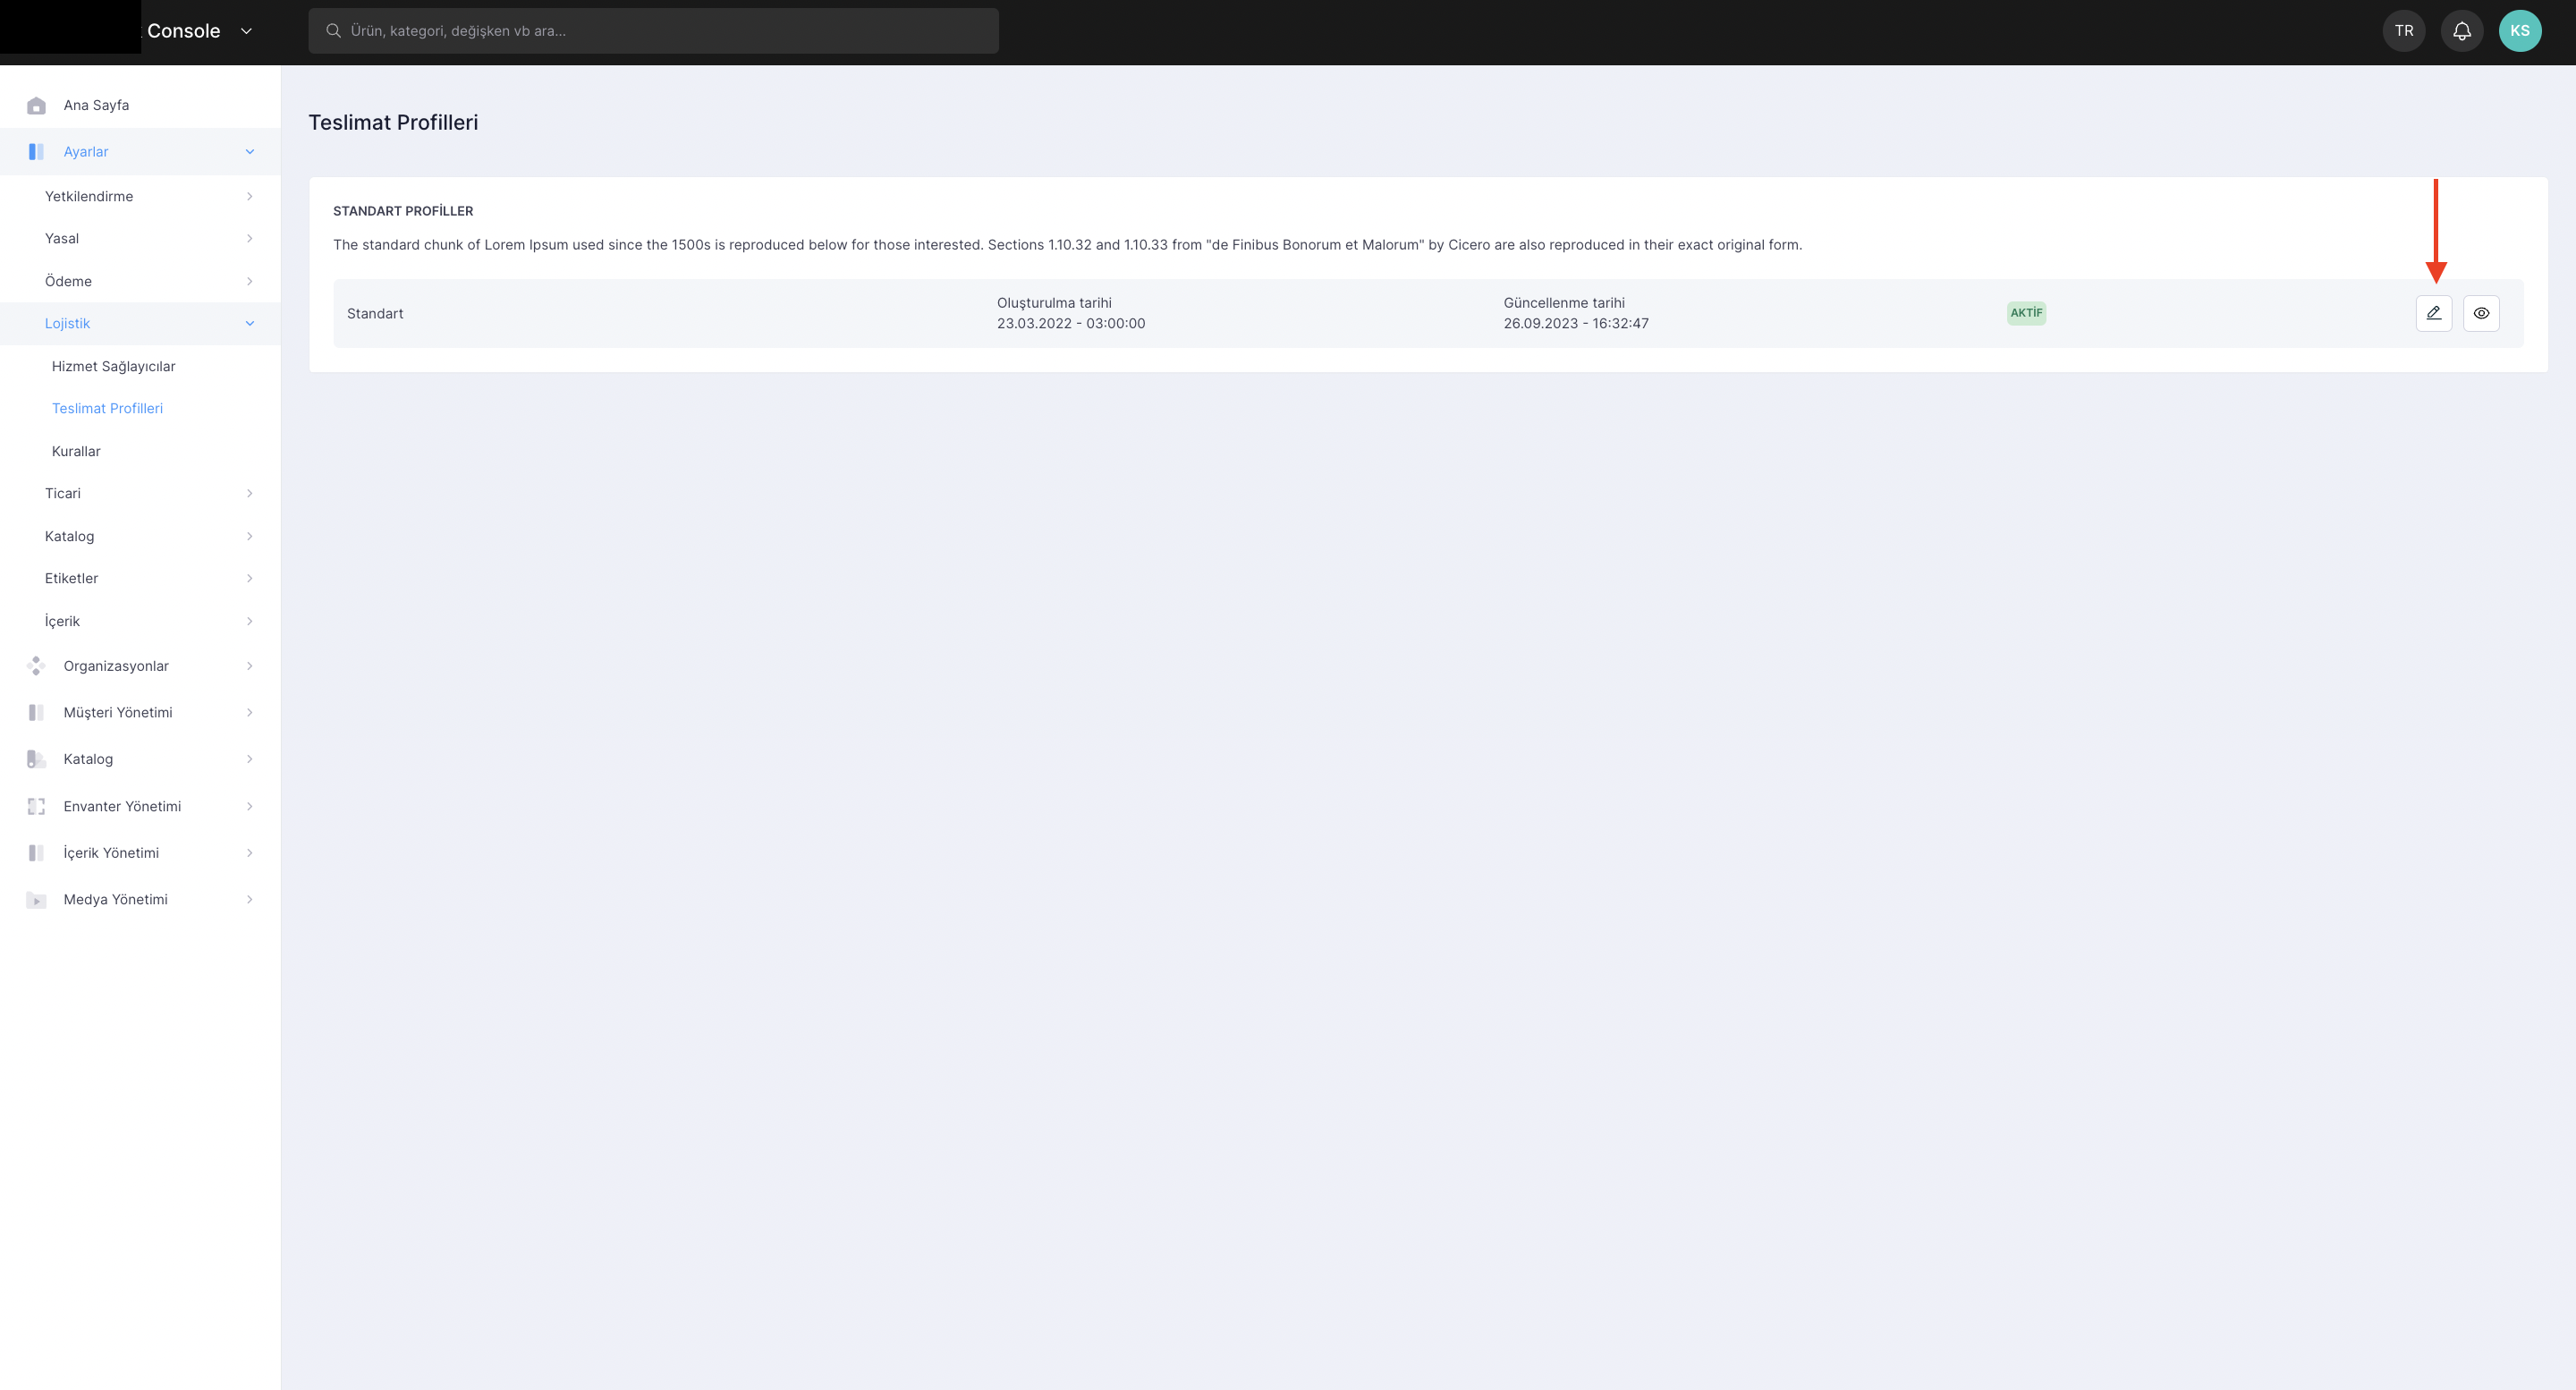 Console
Ürün, kategori, değişken vb ara...
TR
KS
Ana Sayfa
Ayarlar
Yetkilendirme
Yasal
Ödeme
Lojistik
Hizmet Sağlayıcılar
Teslimat Profilleri
Kurallar
Ticari
Katalog
Etiketler
İçerik
Organizasyonlar
Müşteri Yönetimi
Katalog
Envanter Yönetimi
İçerik Yönetimi
Medya Yönetimi
Teslimat Profilleri
STANDART PROFİLLER
The standard chunk of Lorem Ipsum used since the 1500s is reproduced below for those interested. Sections 1.10.32 and 1.10.33 from "de Finibus Bonorum et Malorum" by Cicero are also reproduced in their exact original form.
Standart
Oluşturulma tarihi
23.03.2022 - 03:00:00
Güncellenme tarihi
26.09.2023 - 16:32:47
AKTİF